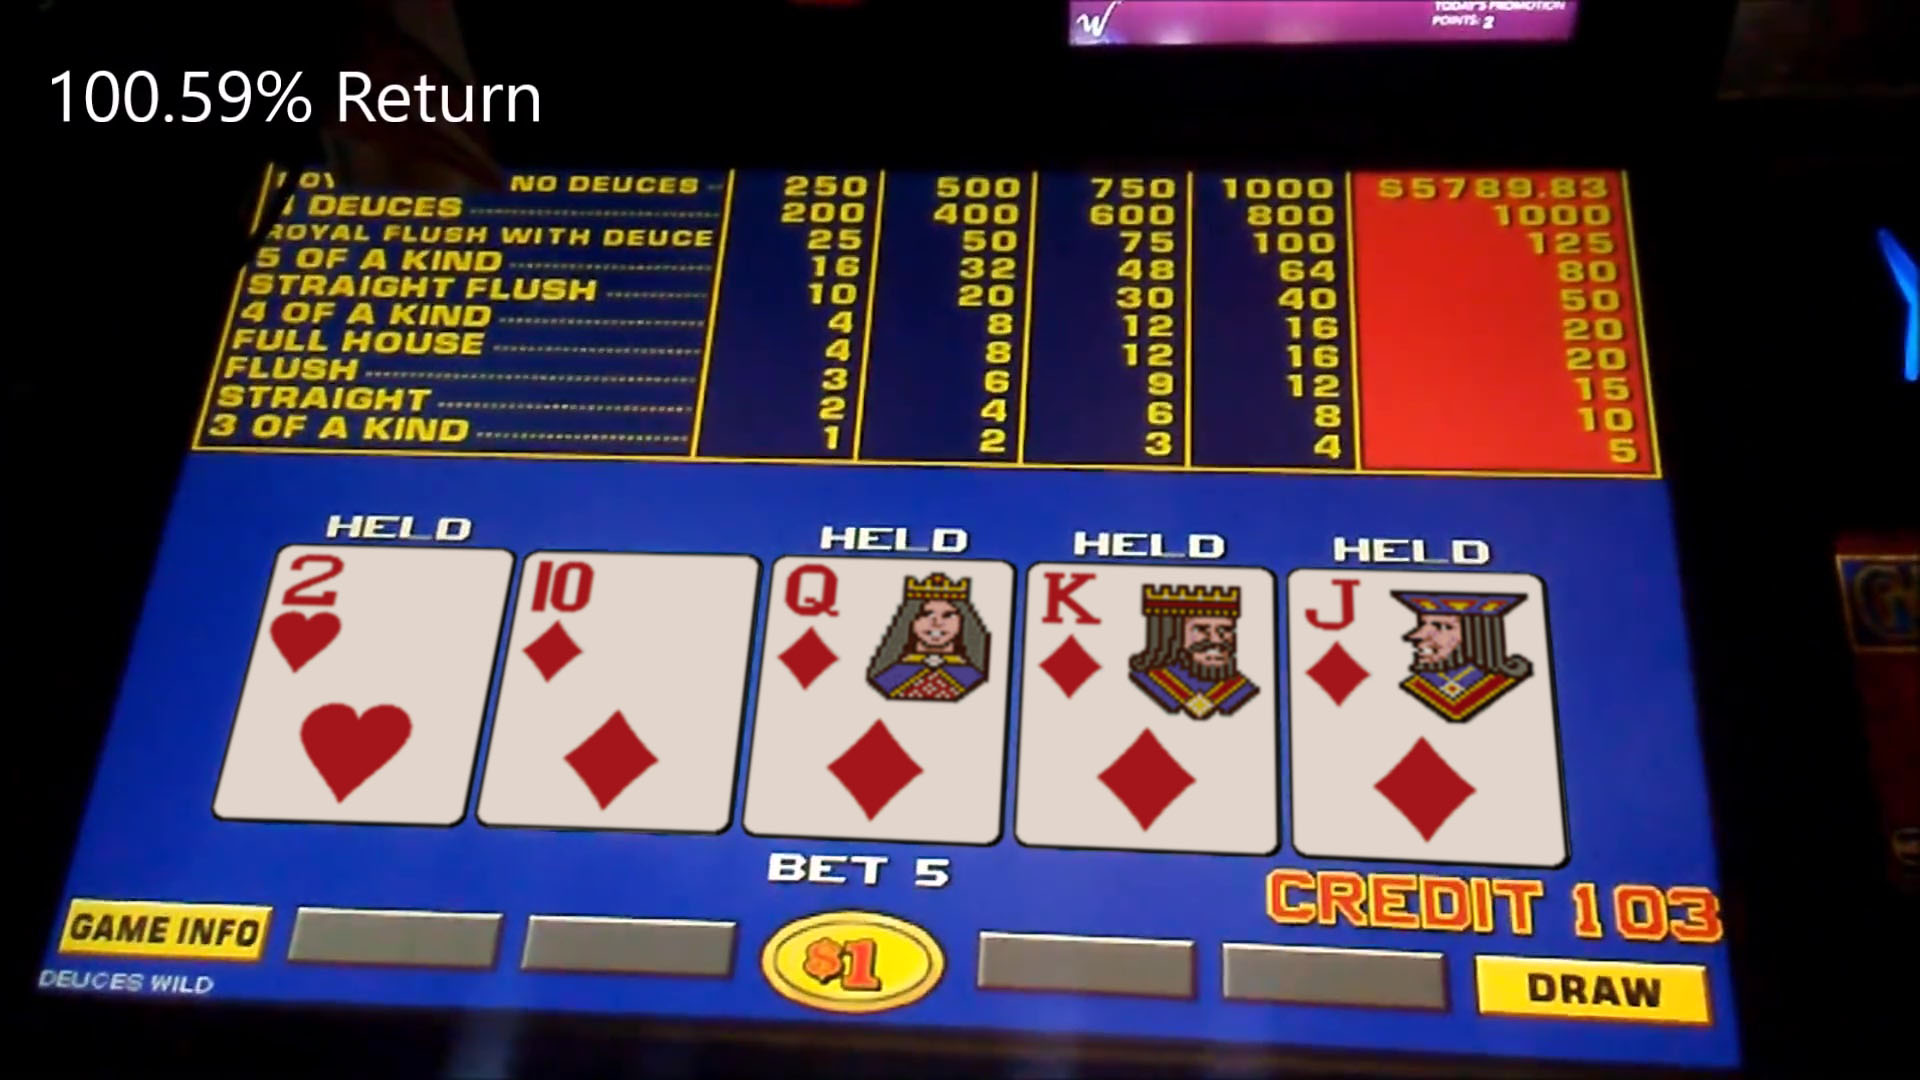 W
TODAY'S PROMOTION
POINTS: 2
100.59% Return
NO DEUCES 250 500 750 1000 $5789.83
DEUCES 200 400 600 800 1000
ROYAL FLUSH WITH DEUCE 25 50 75 100 125
5 OF A KIND 16 32 48 64 80
STRAIGHT FLUSH 10 20 30 40 50
4 OF A KIND 4 8 12 16 20
FULL HOUSE 4 8 12 16 20
FLUSH 3 6 9 12 15
STRAIGHT 2 4 6 8 10
3 OF A KIND 1 2 3 4 5
HELD HELD HELD HELD
2 10 Q K J
BET 5
CREDIT 103
GAME INFO $1 DRAW
DEUCES WILD